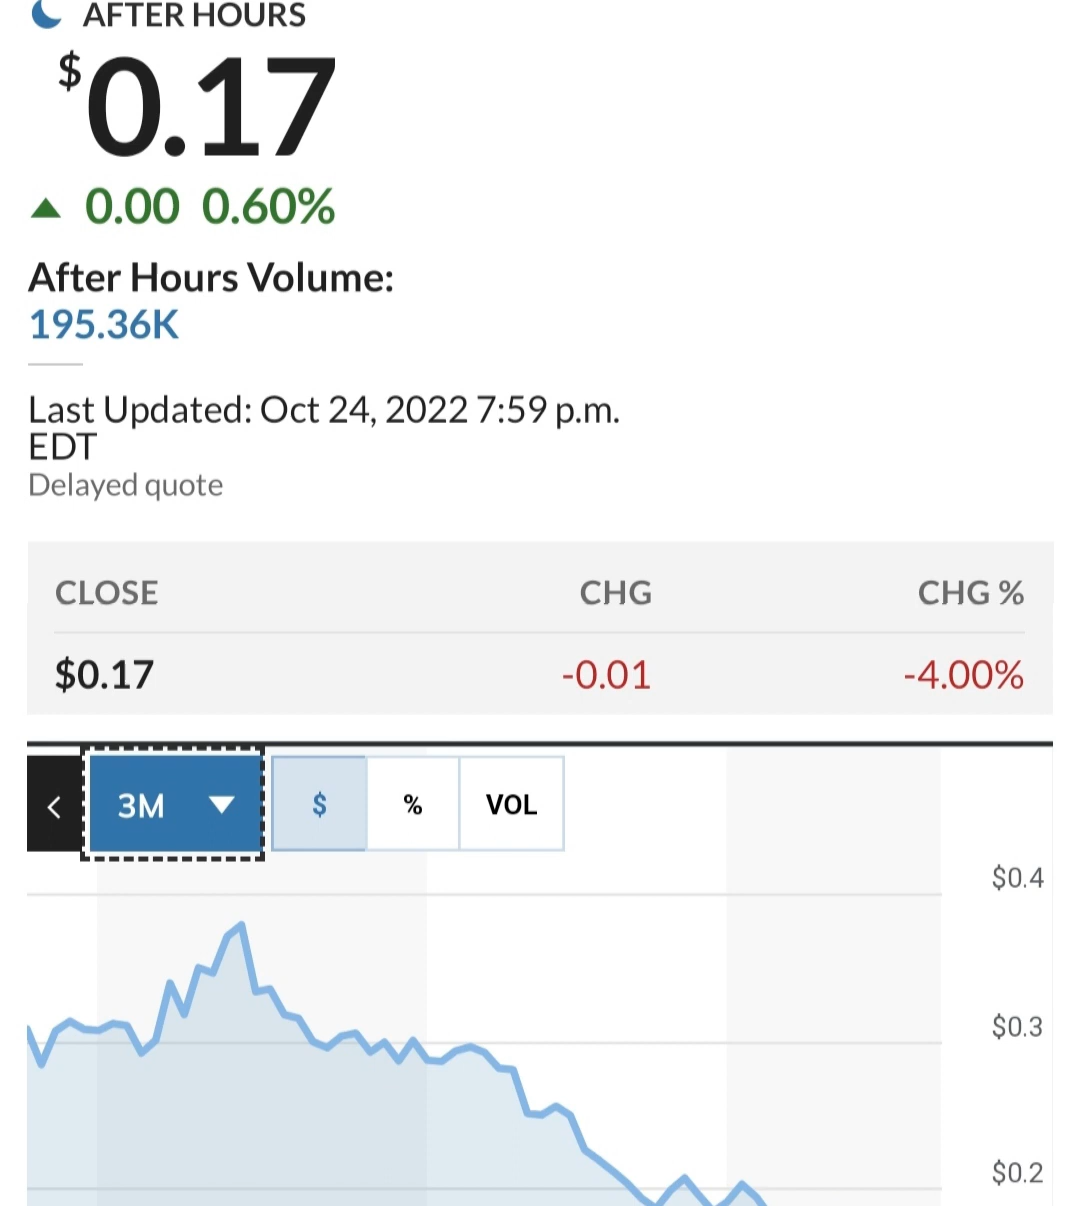 AFTER HOURS
$0.17
0.00 0.60%
After Hours Volume:
195.36K
Last Updated: Oct 24, 2022 7:59 p.m.
EDT
Delayed quote
CLOSE CHG CHG %
$0.17 -0.01 -4.00%
3M $ % VOL
$0.4
$0.3
$0.2